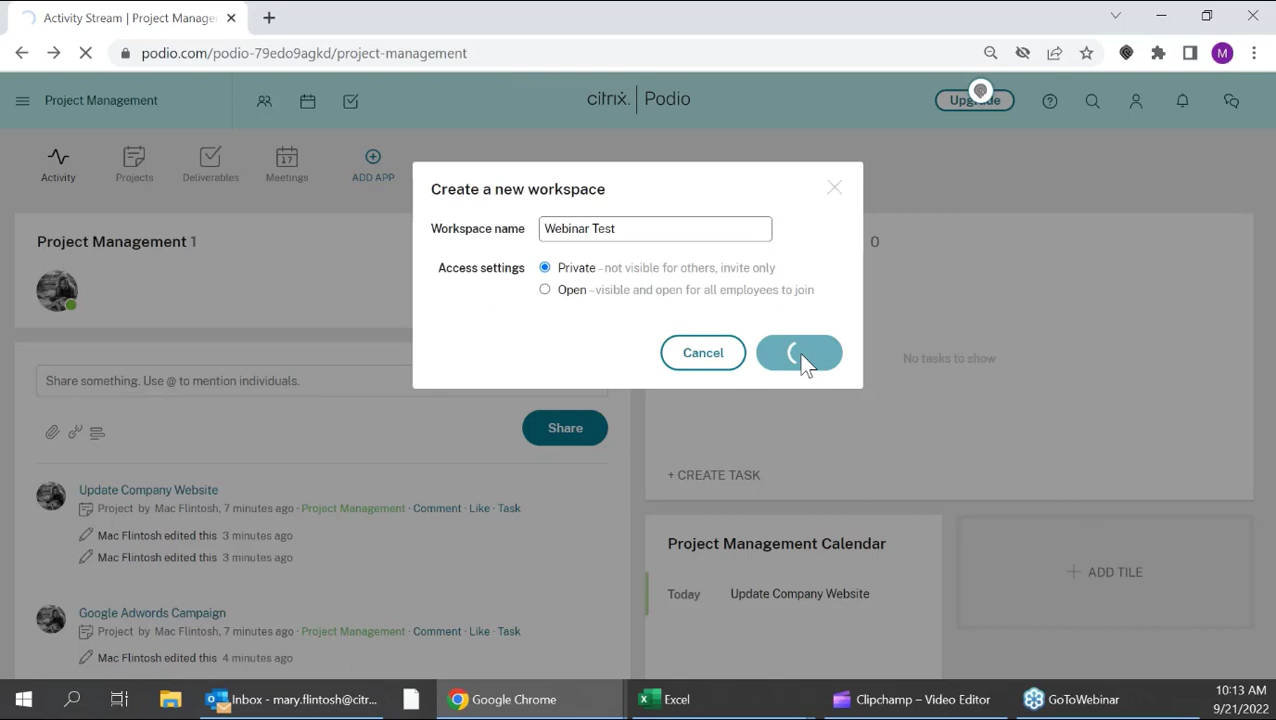 Activity Stream | Project Manage
podio.com/podio-79edo9agkd/project-management
M
Project Management
citrix. | Podio
Upgrade
Activity
Projects
Deliverables
17
Meetings
ADD APP
Create a new workspace
Workspace name
Webinar Test
Access settings
Private – not visible for others, invite only
Open – visible and open for all employees to join
Cancel
Project Management 1
0
Share something. Use @ to mention individuals.
Share
No tasks to show
+ CREATE TASK
Update Company Website
Project by Mac Flintosh, 7 minutes ago · Project Management · Comment · Like · Task
Mac Flintosh edited this 3 minutes ago
Mac Flintosh edited this 3 minutes ago
Google Adwords Campaign
Project by Mac Flintosh, 7 minutes ago · Project Management · Comment · Like · Task
Mac Flintosh edited this 4 minutes ago
Project Management Calendar
Today Update Company Website
+ ADD TILE
Inbox - mary.flintosh@citr...
Google Chrome
Excel
Clipchamp – Video Editor
GoToWebinar
10:13 AM
9/21/2022